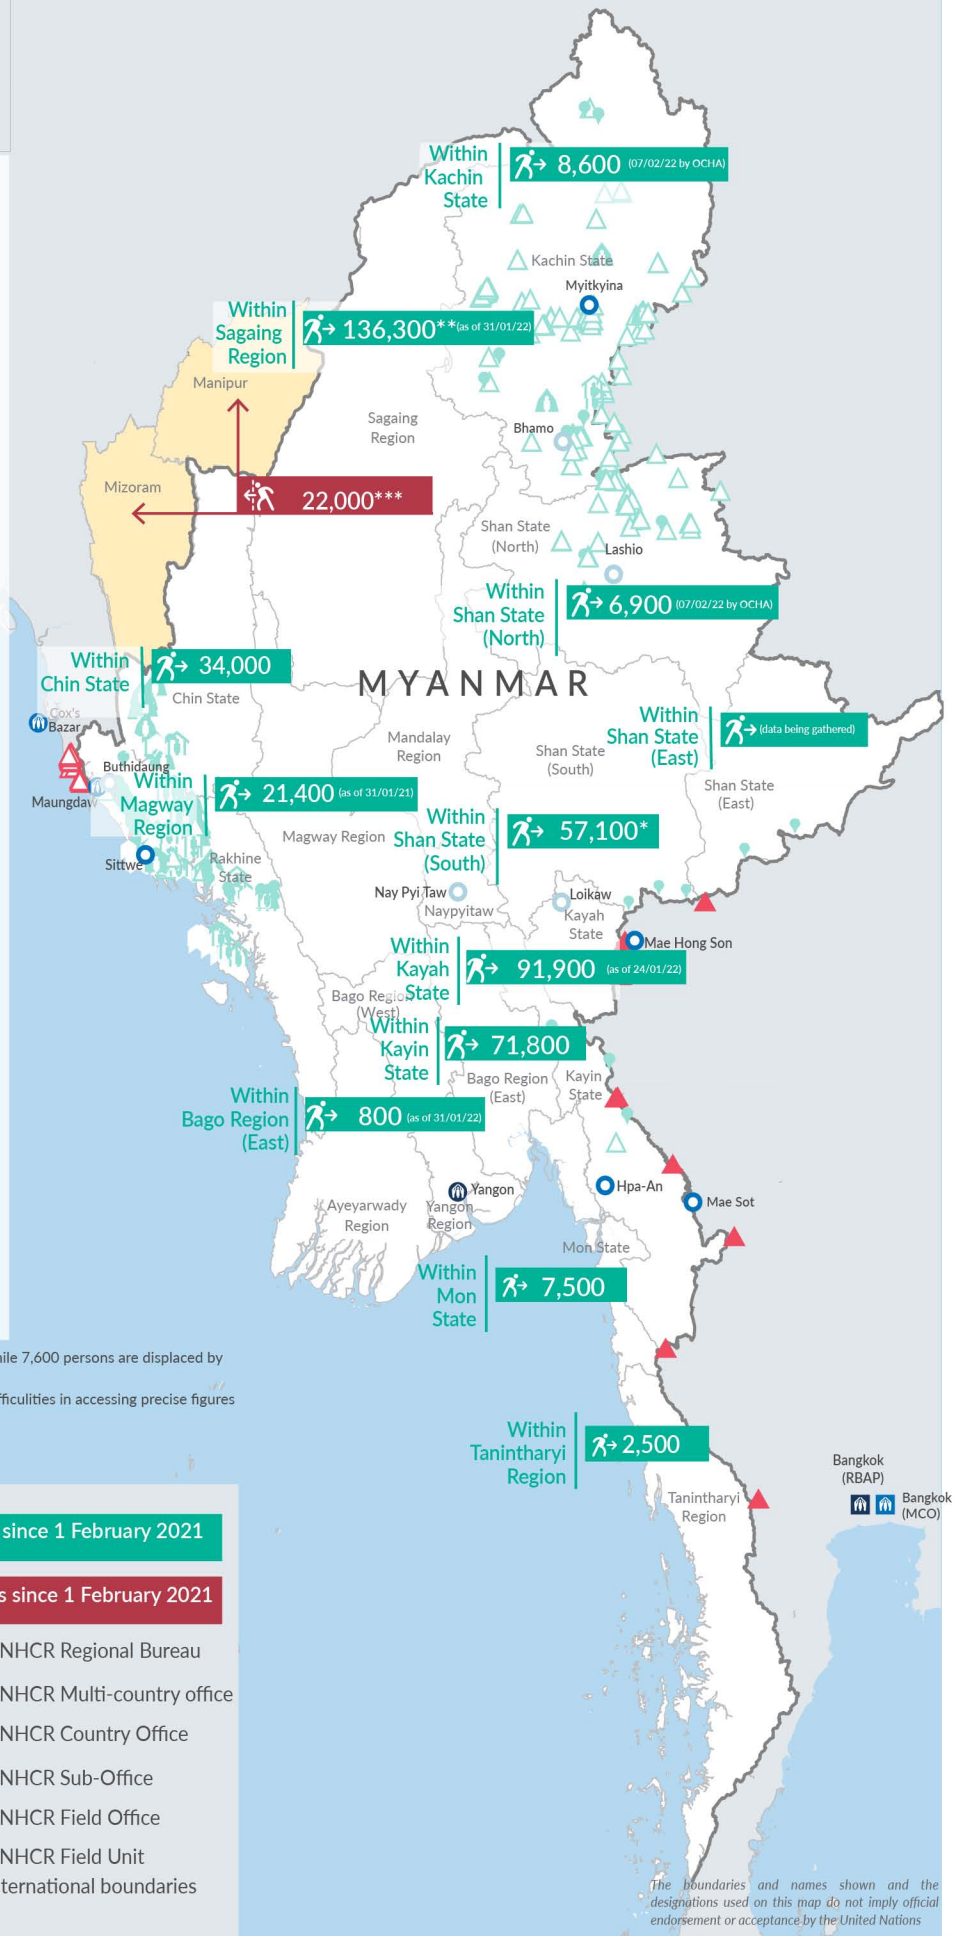 Within
Kachin
State
8,600 (07/02/22 by OCHA)
Kachin State
Myitkyina
Within
Sagaing
Region
136,300** (as of 31/01/22)
Manipur
Sagaing
Region
Bhamo
Mizoram
22,000***
Shan State
(North)
Lashio
Within
Shan State
(North)
6,900 (07/02/22 by OCHA)
Within
Chin State
34,000
Chin State
MYANMAR
Cox's
Bazar
Within
Shan State
(East)
(data being gathered)
Mandalay
Region
Shan State
(South)
Shan State
(East)
Buthidaung
Maungdaw
Within
Magway
Region
21,400 (as of 31/01/21)
Magway Region
Within
Shan State
(South)
57,100*
Sittwe
Rakhine
State
Nay Pyi Taw
Naypyitaw
Loikaw
Kayah
State
Mae Hong Son
Within
Kayah
State
91,900 (as of 24/01/22)
Bago Region
(West)
Within
Kayin
State
71,800
Bago Region
(East)
Kayin
State
Within
Bago Region
(East)
800 (as of 31/01/22)
Yangon
Hpa-An
Mae Sot
Ayeyarwady
Region
Yangon
Region
Mon State
Within
Mon
State
7,500
ile 7,600 persons are displaced by
fficulities in accessing precise figures
Within
Tanintharyi
Region
2,500
Tanintharyi
Region
Bangkok
(RBAP)
Bangkok
(MCO)
since 1 February 2021
s since 1 February 2021
NHCR Regional Bureau
NHCR Multi-country office
NHCR Country Office
NHCR Sub-Office
NHCR Field Office
NHCR Field Unit
ternational boundaries
The boundaries and names shown and the
designations used on this map do not imply official
endorsement or acceptance by the United Nations